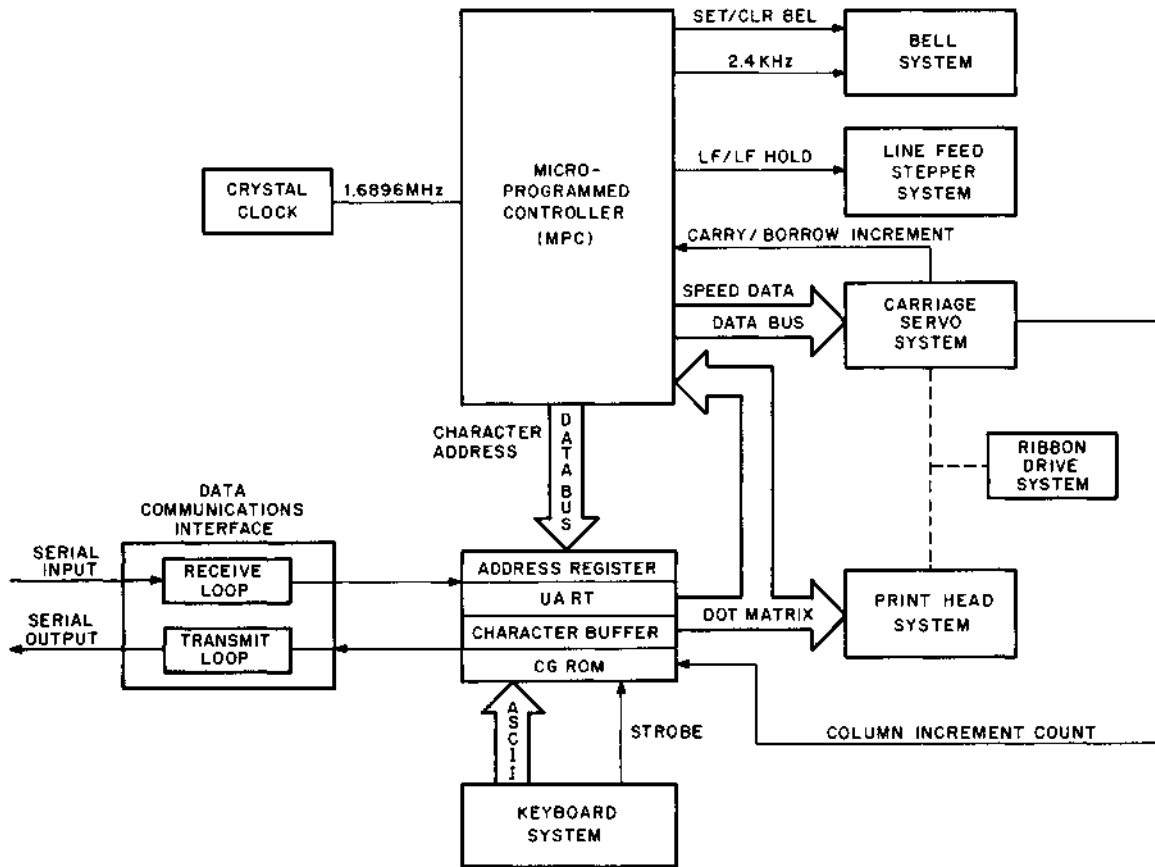 SET/CLR BEL
2.4 KHz
BELL
SYSTEM
LF/LF HOLD
LINE FEED
STEPPER
SYSTEM
CRYSTAL
CLOCK
1.6896MHz
MICRO-
PROGRAMMED
CONTROLLER
(MPC)
CARRY/BORROW INCREMENT
SPEED DATA
DATA BUS
CARRIAGE
SERVO
SYSTEM
CHARACTER
ADDRESS
DATA BUS
RIBBON
DRIVE
SYSTEM
DATA
COMMUNICATIONS
INTERFACE
SERIAL
INPUT
RECEIVE
LOOP
SERIAL
OUTPUT
TRANSMIT
LOOP
ADDRESS REGISTER
UART
CHARACTER BUFFER
CG ROM
DOT MATRIX
PRINT HEAD
SYSTEM
ASCII
STROBE
COLUMN INCREMENT COUNT
KEYBOARD
SYSTEM